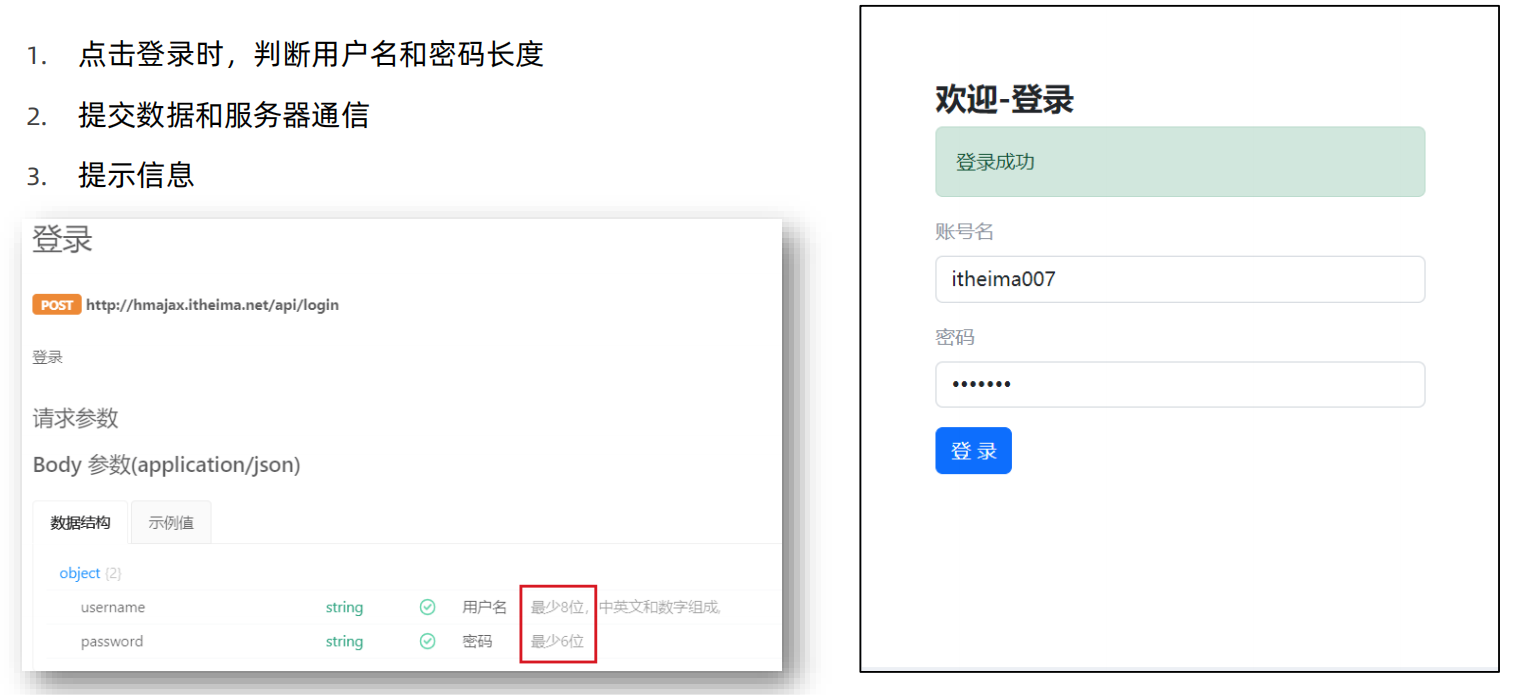 1. 点击登录时，判断用户名和密码长度
2. 提交数据和服务器通信
3. 提示信息
登录
POST http://hmajax.itheima.net/api/login
登录
请求参数
Body 参数(application/json)
数据结构 示例值
object {2}
username string 用户名 最少8位，中英文和数字组成。
password string 密码 最少6位
欢迎-登录
登录成功
账号名
itheima007
密码
•••••••
登 录